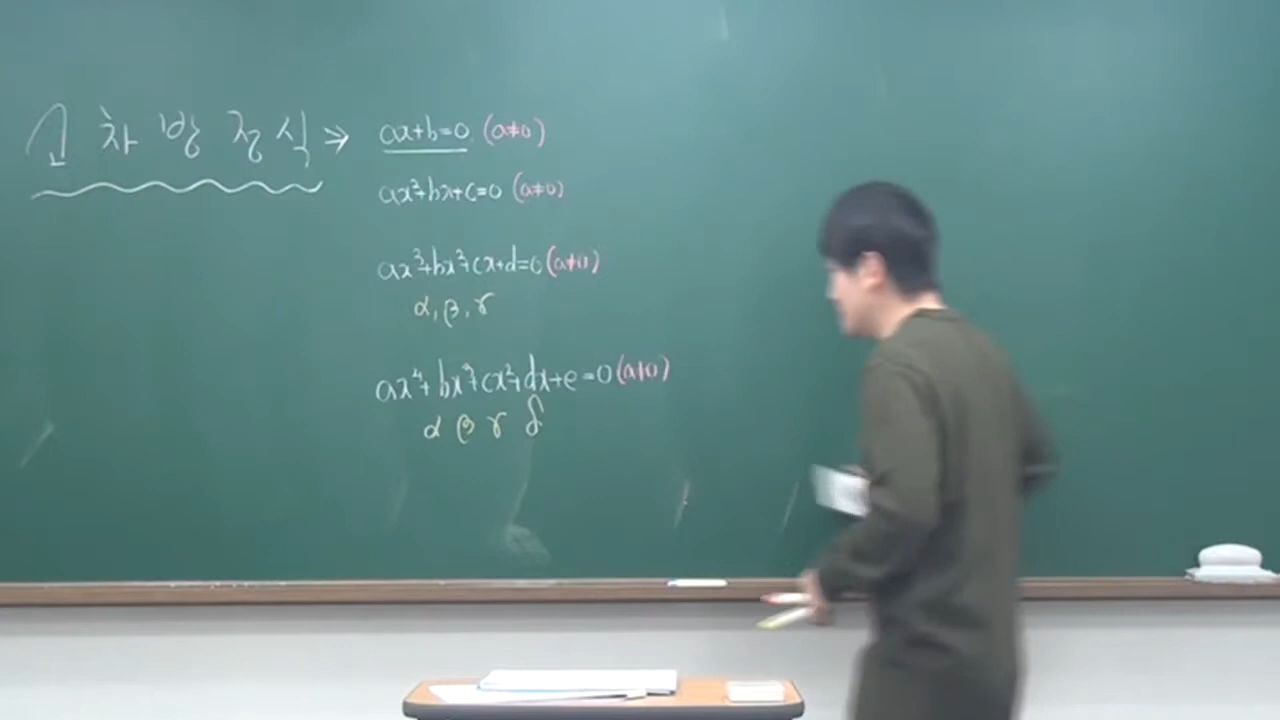 고차방정식 → ax+b=0 (a≠0)
ax²+bx+c=0 (a≠0)
ax³+bx²+cx+d=0 (a≠0)
α, β, γ
ax⁴+bx³+cx²+dx+e=0 (a≠0)
α β γ δ